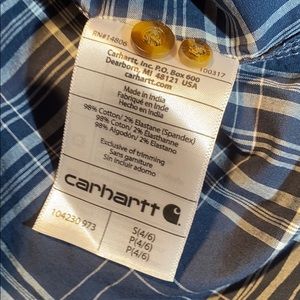 RN#14806
100317
Carhartt, Inc. P.O. Box 600
Dearborn, MI 48121 USA
carhartt.com
Made in India
Fabriqué en Inde
Hecho en India
98% Cotton/ 2% Elastane (Spandex)
98% Coton/ 2% Élastane
98% Algodón/ 2% Elastano
Exclusive of trimming
Sans garniture
Sin incluir adorno
carhartt
104230 973
S(4/6)
P(4/6)
P(4/6)